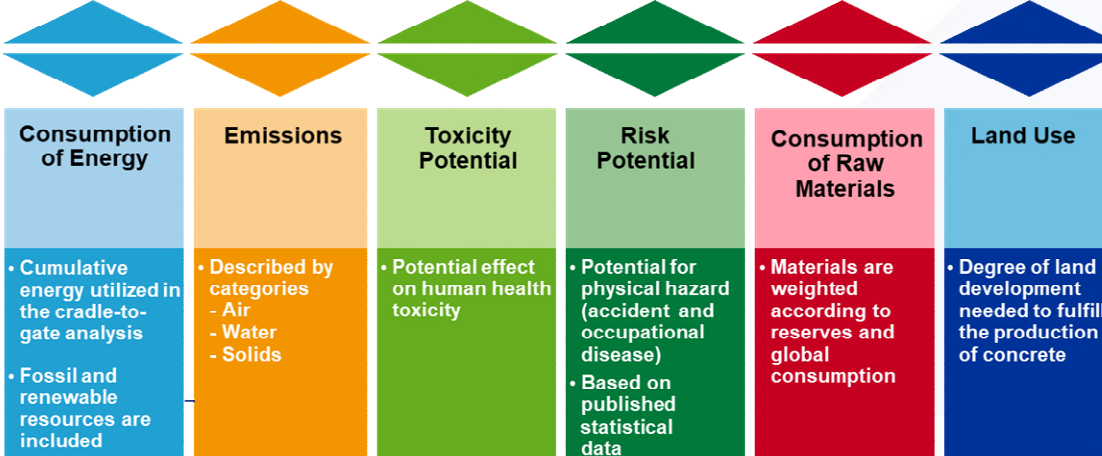 Consumption
of Energy
• Cumulative
energy utilized in
the cradle-to-
gate analysis
• Fossil and
renewable
resources are
included
Emissions
• Described by
categories
- Air
- Water
- Solids
Toxicity
Potential
• Potential effect
on human health
toxicity
Risk
Potential
• Potential for
physical hazard
(accident and
occupational
disease)
• Based on
published
statistical
data
Consumption
of Raw
Materials
• Materials are
weighted
according to
reserves and
global
consumption
Land Use
• Degree of land
development
needed to fulfill
the production
of concrete